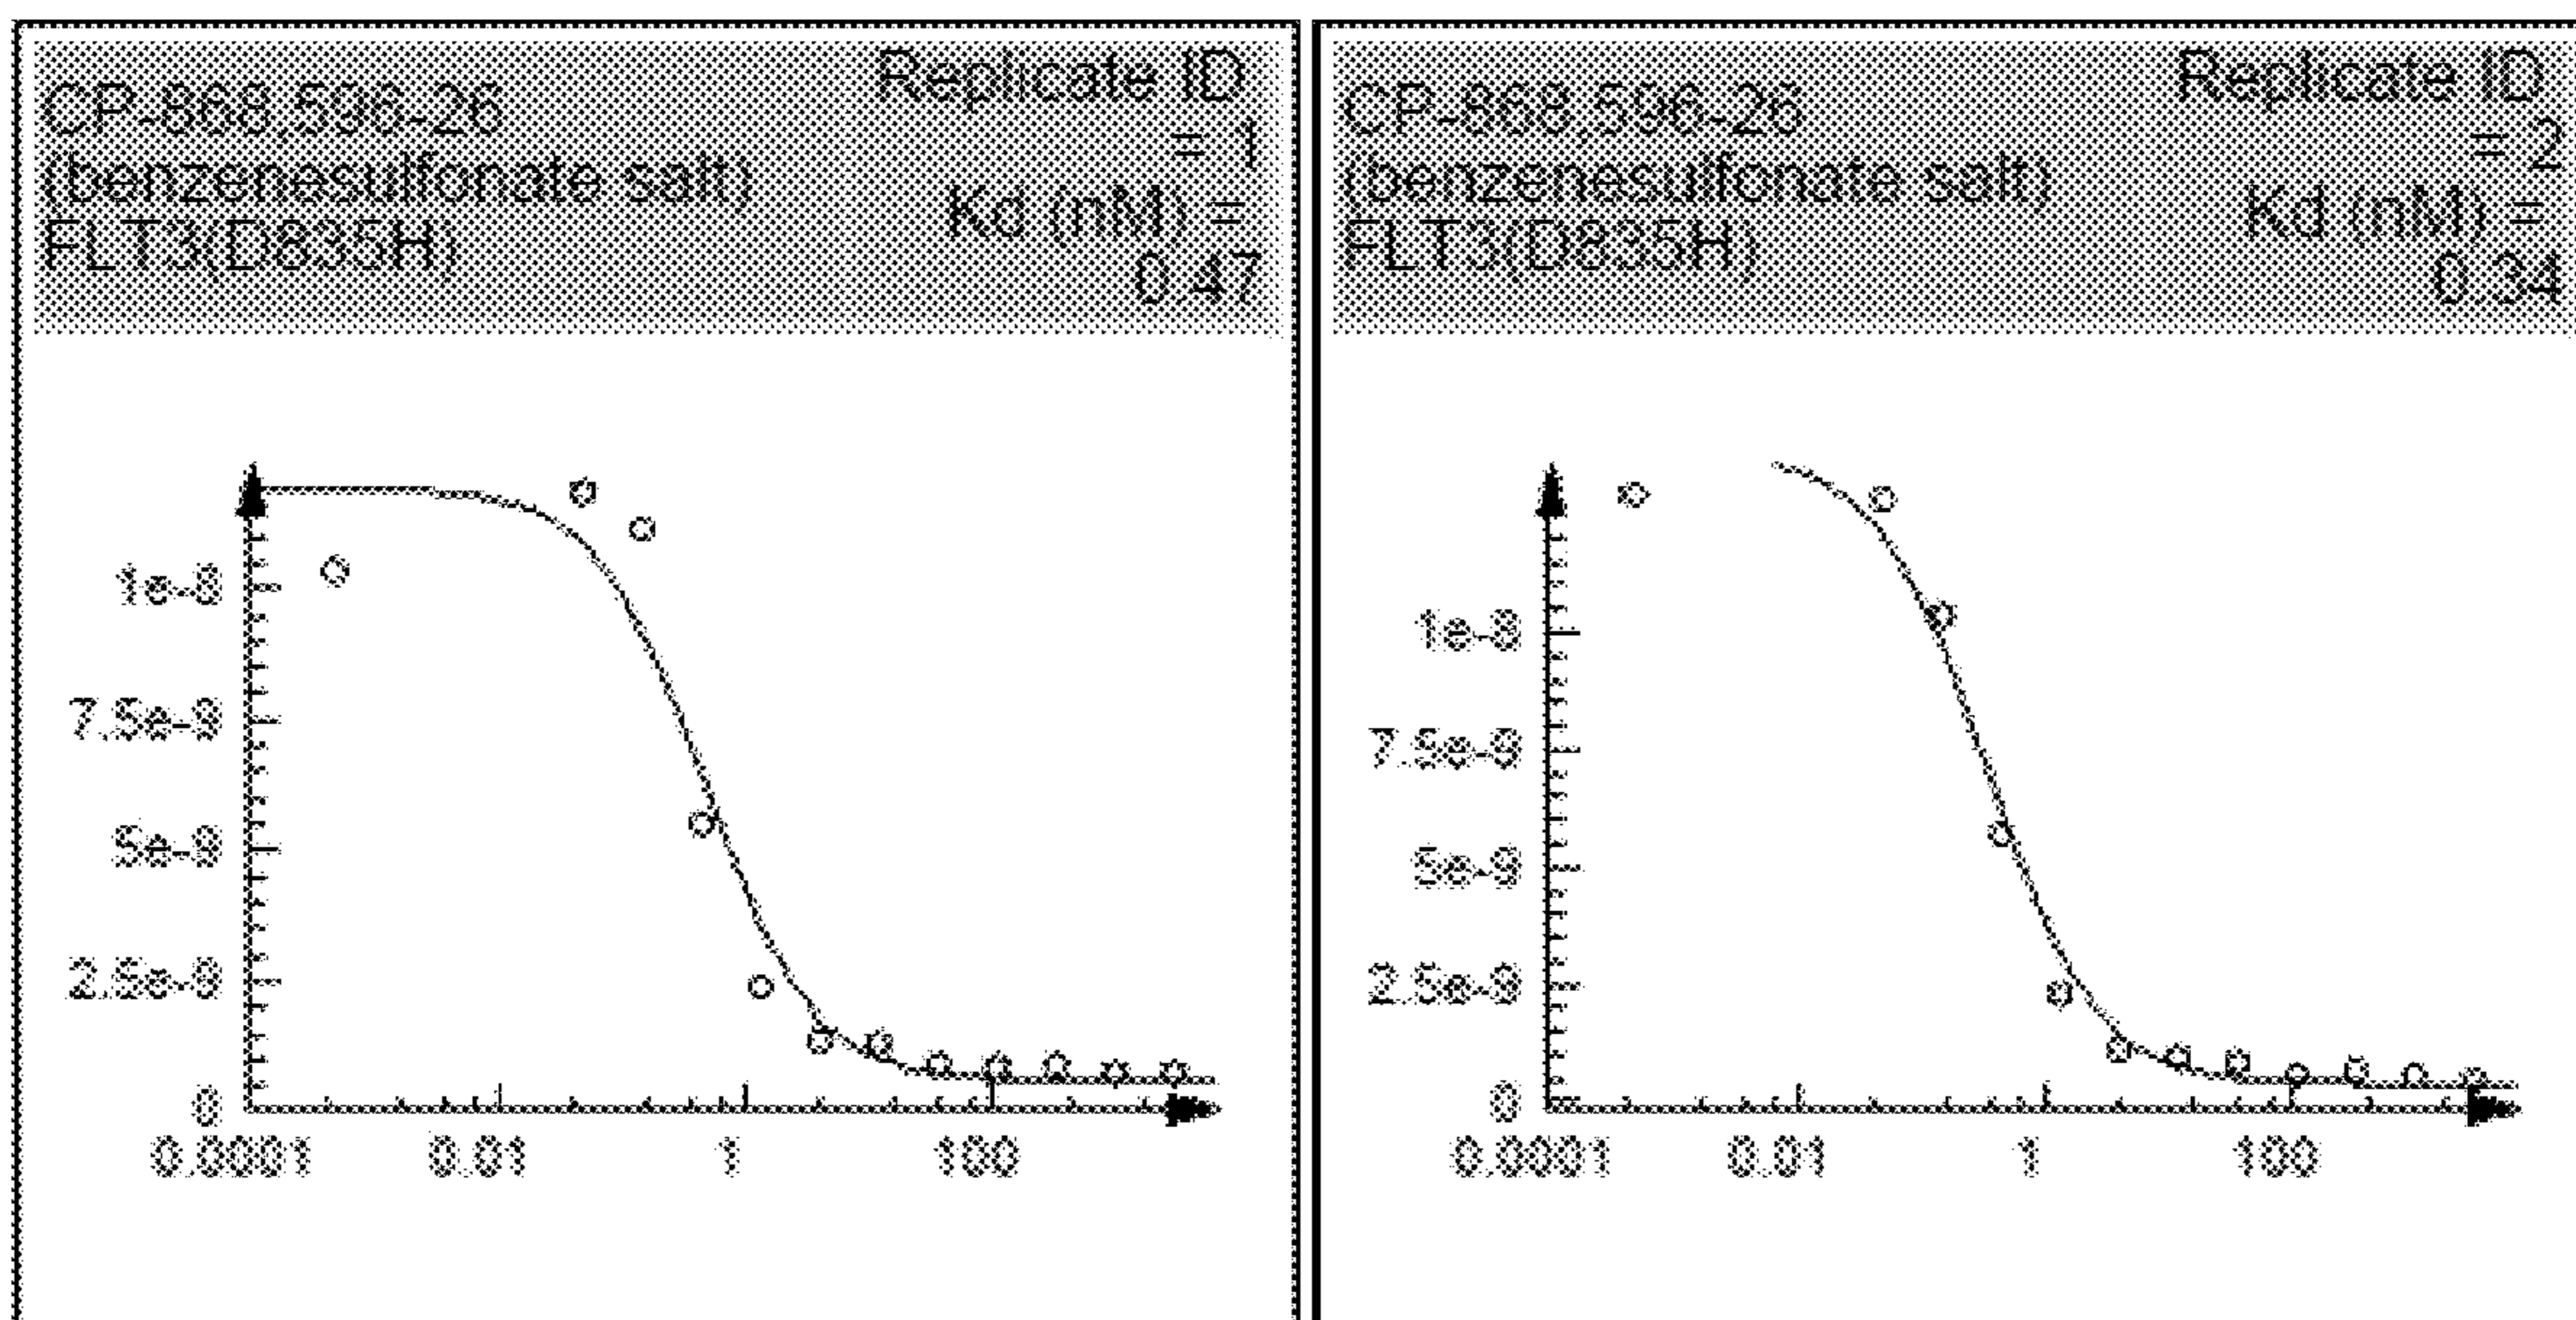 CP-868,596-26
(benzenesulfonate salt)
FLT3(D835H)
Replicate ID
= 1
Kd (nM) =
0.47
1e-8
7.5e-9
5e-9
2.5e-9
0
0.0001 0.01 1 100
CP-868,596-26
(benzenesulfonate salt)
FLT3(D835H)
Replicate ID
= 2
Kd (nM) =
0.34
1e-8
7.5e-9
5e-9
2.5e-9
0
0.0001 0.01 1 100